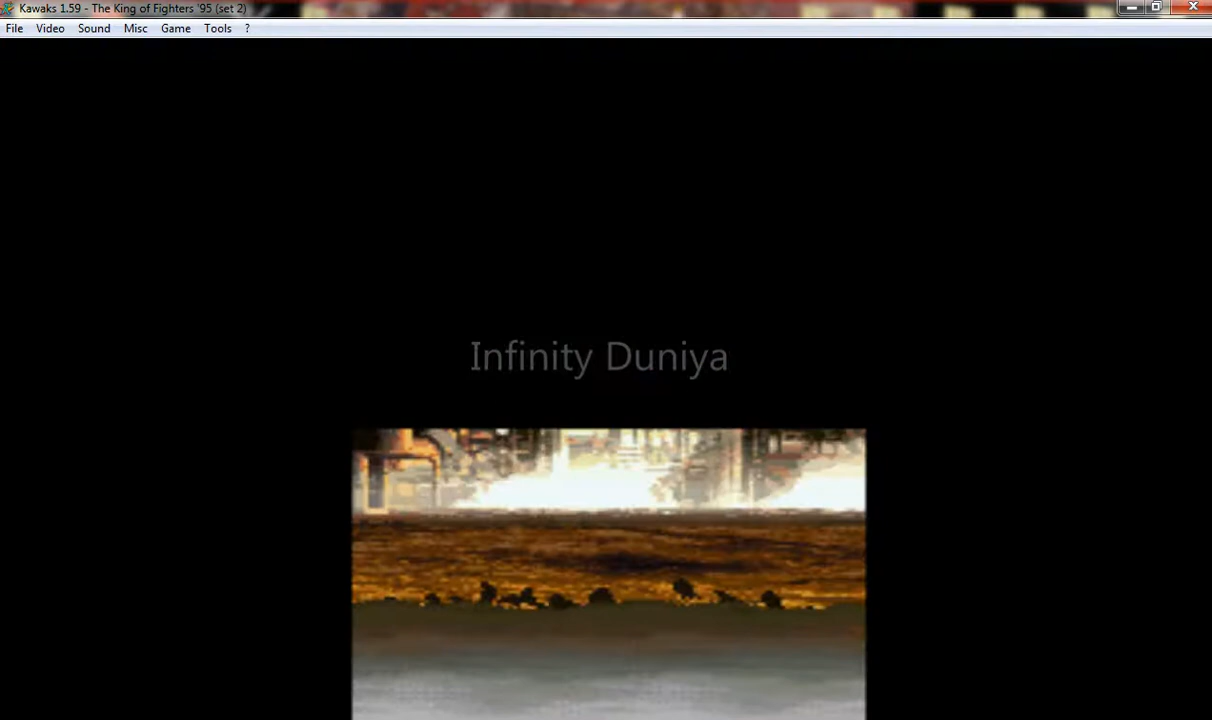 Kawaks 1.59 - The King of Fighters '95 (set 2)
File Video Sound Misc Game Tools ?
Infinity Duniya